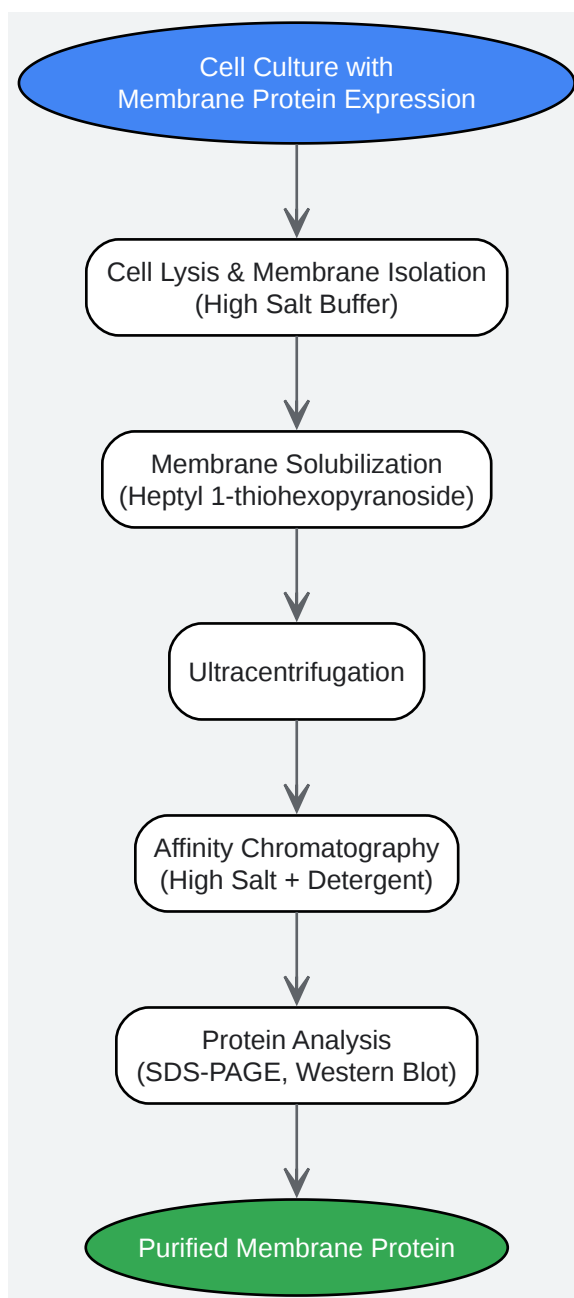 Cell Culture with
Membrane Protein Expression
Cell Lysis & Membrane Isolation
(High Salt Buffer)
Membrane Solubilization
(Heptyl 1-thiohexopyranoside)
Ultracentrifugation
Affinity Chromatography
(High Salt + Detergent)
Protein Analysis
(SDS-PAGE, Western Blot)
Purified Membrane Protein